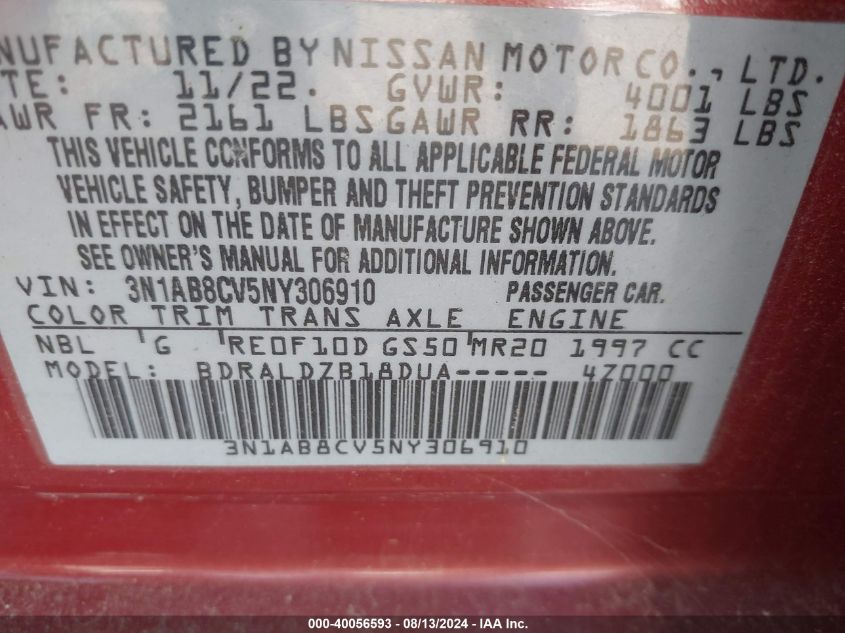 NUFACTURED BY NISSAN MOTOR CO., LTD.
TE: 11/22. GVWR: 4001 LBS
AWR FR: 2161 LBS GAWR RR: 1863 LBS
THIS VEHICLE CONFORMS TO ALL APPLICABLE FEDERAL MOTOR
VEHICLE SAFETY, BUMPER AND THEFT PREVENTION STANDARDS
IN EFFECT ON THE DATE OF MANUFACTURE SHOWN ABOVE.
SEE OWNER'S MANUAL FOR ADDITIONAL INFORMATION.
VIN: 3N1AB8CV5NY306910 PASSENGER CAR.
COLOR TRIM TRANS AXLE ENGINE
NBL 'G 'RE0F10D GS50 'MR20 1997 CC
MODEL: BDRALDZB18DUA----- 4Z000
3N1AB8CV5NY306910
000-40056593 - 08/13/2024 - IAA Inc.